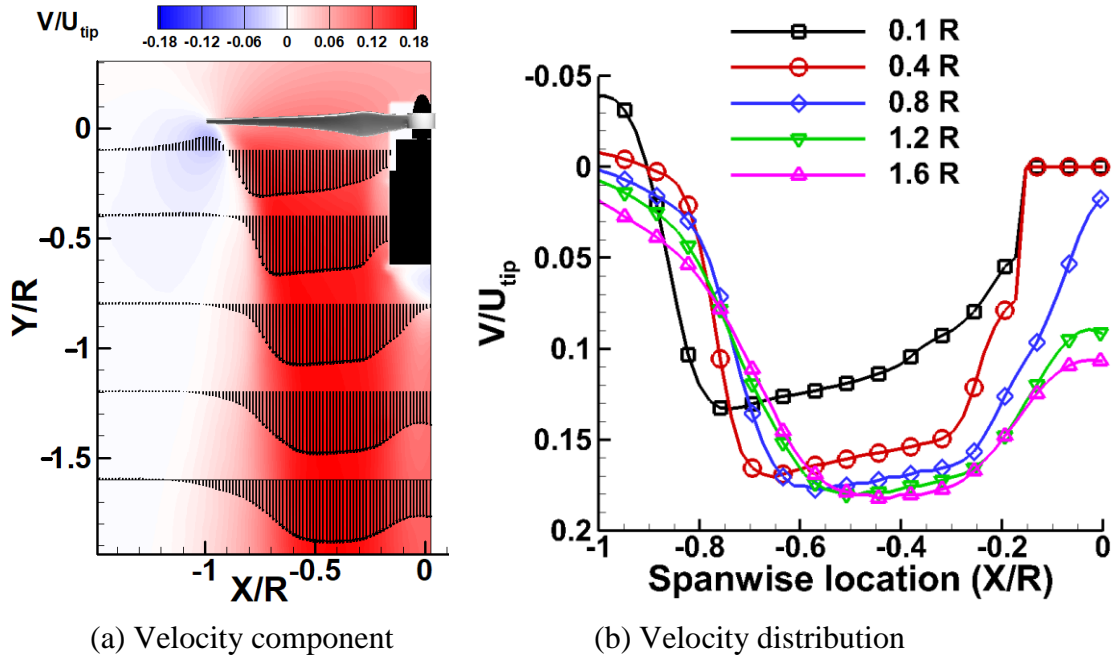 V/U_tip
-0.18 -0.12 -0.06 0 0.06 0.12 0.18
0
-0.5
-1
-1.5
Y/R
-1 -0.5 0
X/R
(a) Velocity component
0.1 R
0.4 R
0.8 R
1.2 R
1.6 R
-0.05
0
0.05
0.1
0.15
0.2
V/U_tip
-1 -0.8 -0.6 -0.4 -0.2 0
Spanwise location (X/R)
(b) Velocity distribution